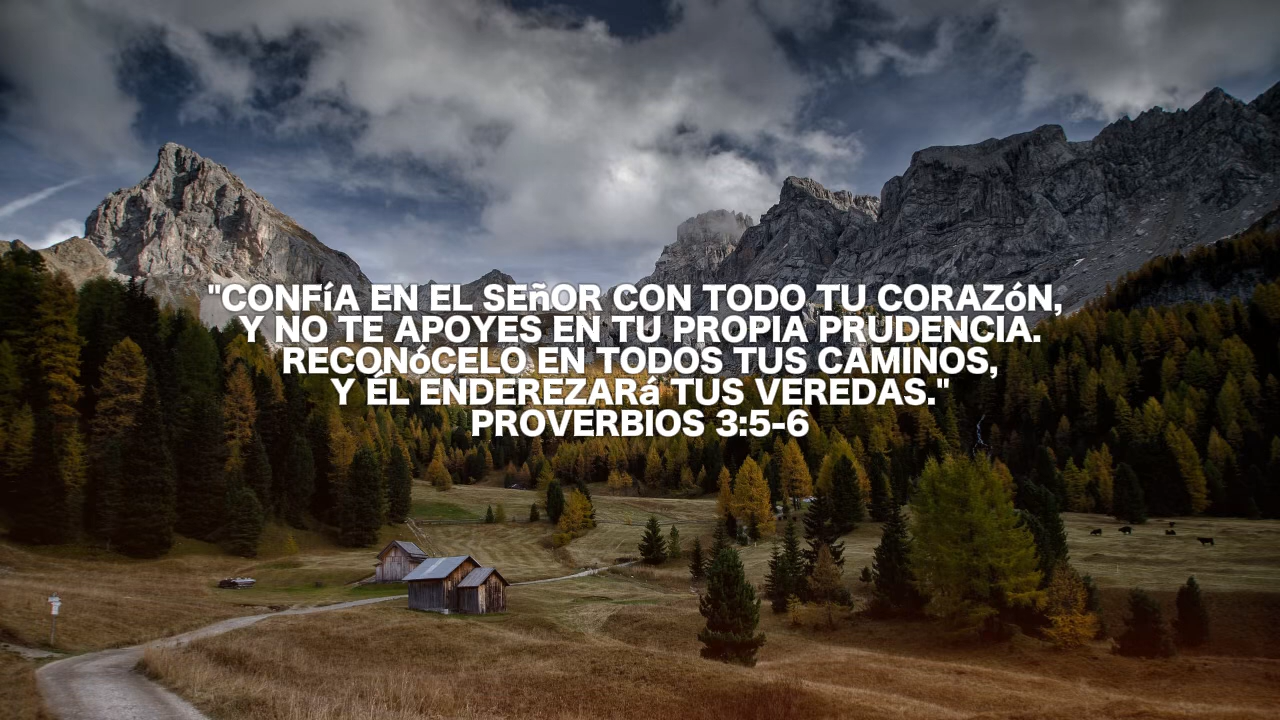 "CONFíA EN EL SEñOR CON TODO TU CORAZóN,
Y NO TE APOYES EN TU PROPIA PRUDENCIA.
RECONóCELO EN TODOS TUS CAMINOS,
Y ÉL ENDEREZARá TUS VEREDAS."
PROVERBIOS 3:5-6